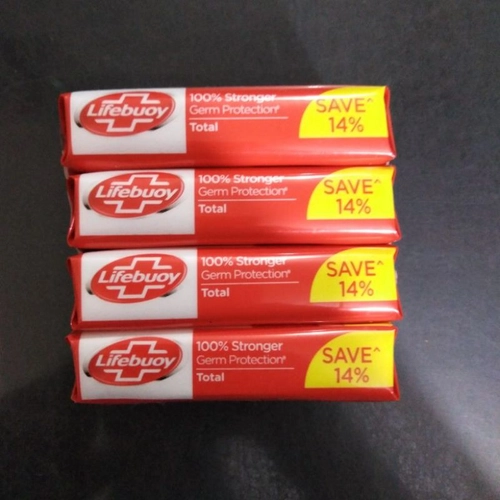 Lifebuoy
100% Stronger
Germ Protection
Total
SAVE^
14%
Lifebuoy
100% Stronger
Germ Protection
Total
SAVE^
14%
Lifebuoy
100% Stronger
Germ Protection
Total
SAVE^
14%
Lifebuoy
100% Stronger
Germ Protection
Total
SAVE^
14%